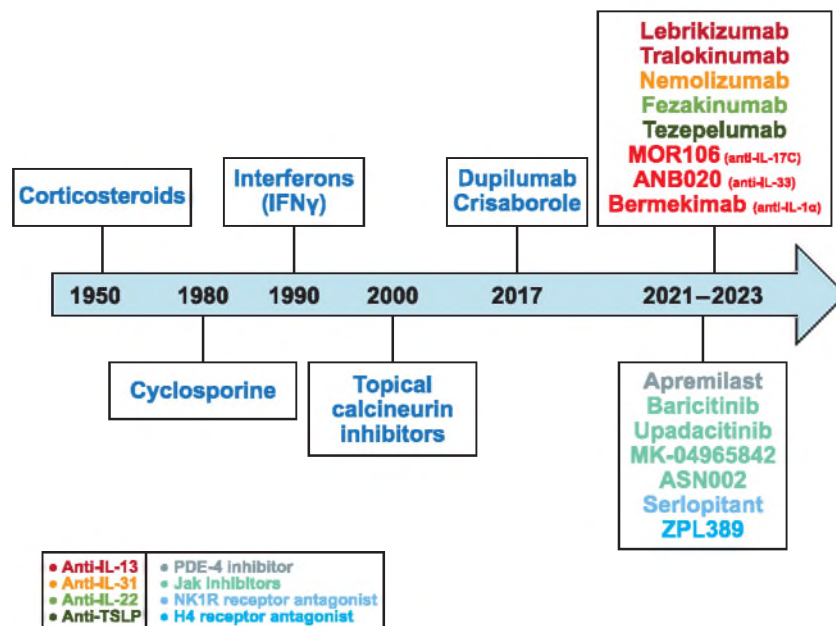 Lebrikizumab
Tralokinumab
Nemolizumab
Fezakinumab
Tezepelumab
MOR106 (anti-IL-17C)
ANB020 (anti-IL-33)
Bermekimab (anti-IL-1α)
Corticosteroids
Interferons
(IFNγ)
Dupilumab
Crisaborole
1950 1980 1990 2000 2017 2021–2023
Cyclosporine
Topical
calcineurin
inhibitors
Apremilast
Baricitinib
Upadacitinib
MK-04965842
ASN002
Serlopitant
ZPL389
• Anti-IL-13
• Anti-IL-31
• Anti-IL-22
• Anti-TSLP
• PDE-4 inhibitor
• Jak inhibitors
• NK1R receptor antagonist
• H4 receptor antagonist